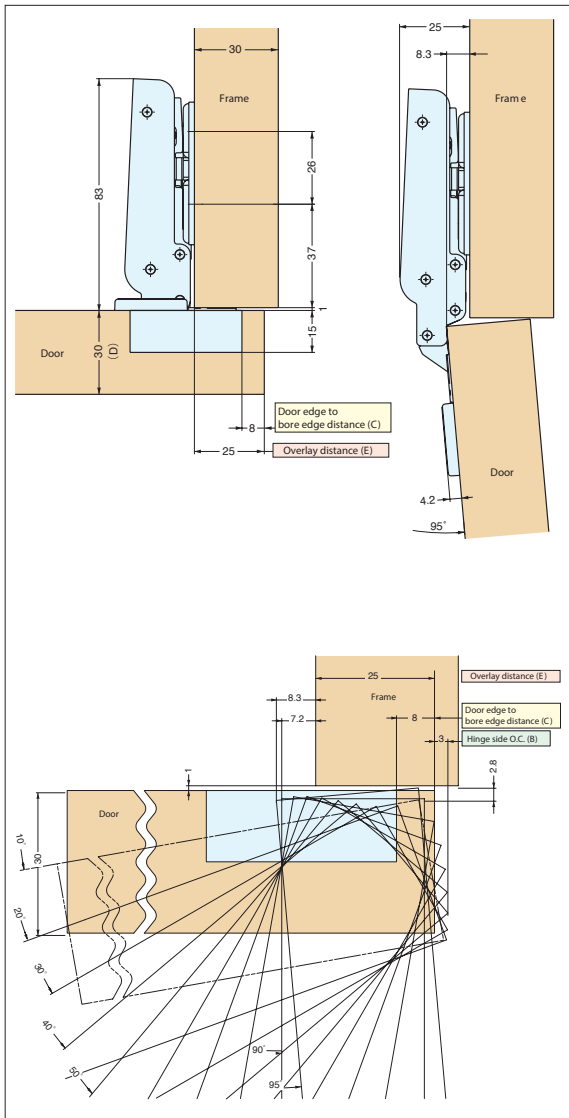 30
Frame
83
26
37
1
15
Door
30
(D)
8
Door edge to
bore edge distance (C)
25
Overlay distance (E)
25
8.3
Frame
4.2
Door
95°
25
Overlay distance (E)
8.3
Frame
Door edge to
bore edge distance (C)
7.2
8
3
Hinge side O.C. (B)
2.8
1
Door
30
10°
20°
30°
40°
50°
90°
95°